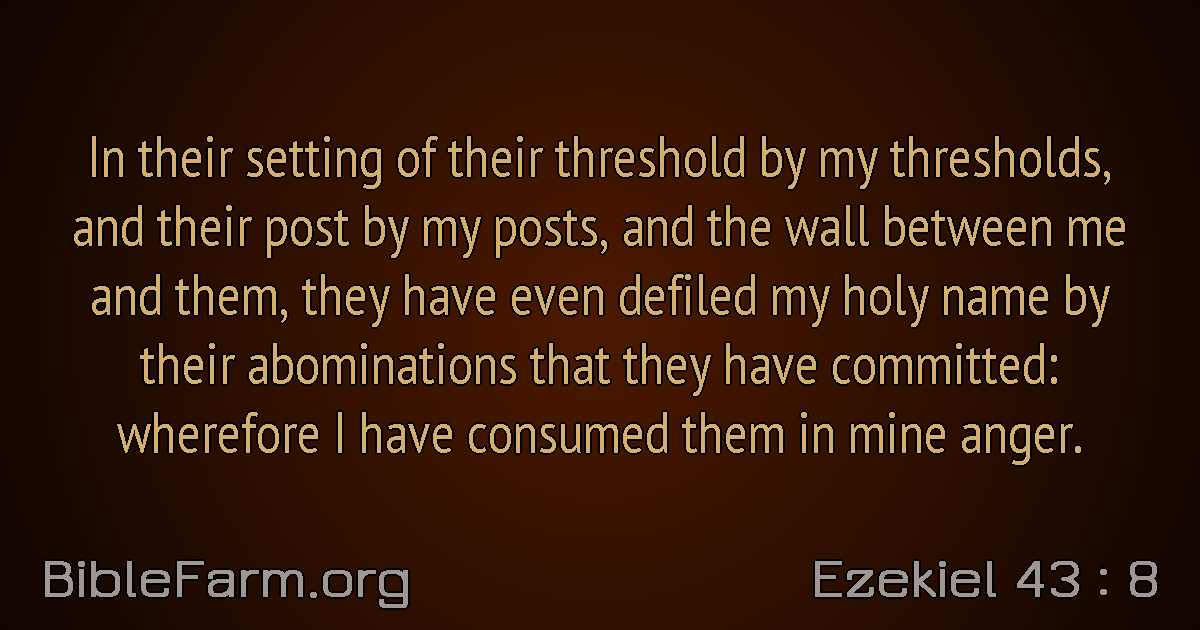 In their setting of their threshold by my thresholds,
and their post by my posts, and the wall between me
and them, they have even defiled my holy name by
their abominations that they have committed:
wherefore I have consumed them in mine anger.
BibleFarm.org
Ezekiel 43 : 8